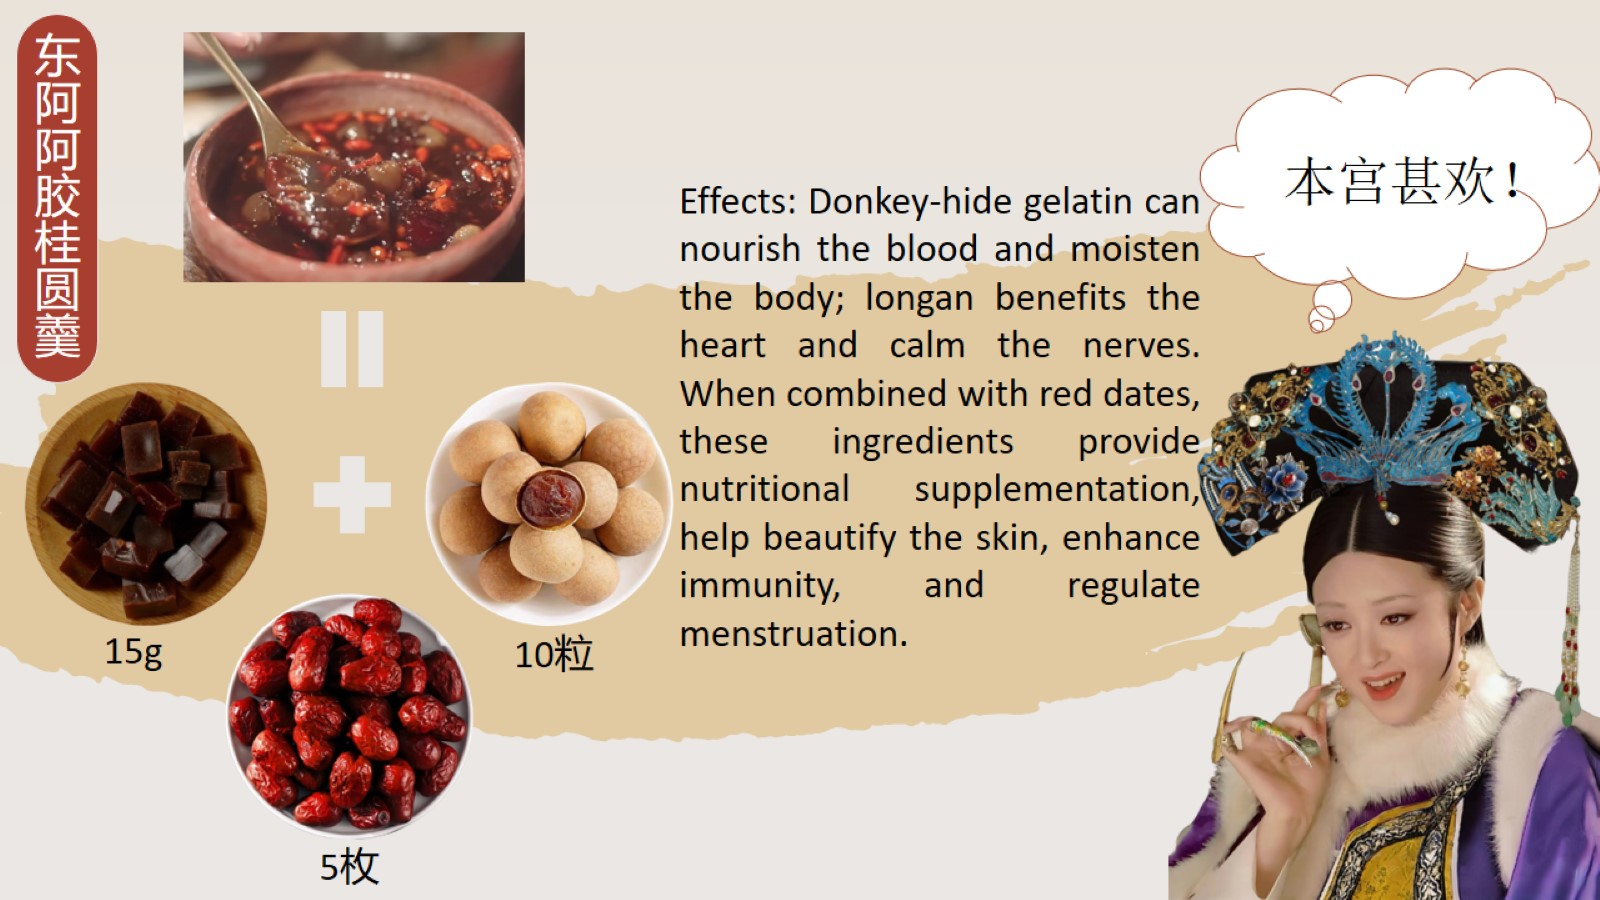 东阿阿胶桂圆羹
Effects: Donkey-hide gelatin can
nourish the blood and moisten
the body; longan benefits the
heart and calm the nerves.
When combined with red dates,
these ingredients provide
nutritional supplementation,
help beautify the skin, enhance
immunity, and regulate
menstruation.
本宫甚欢！
15g
10粒
5枚